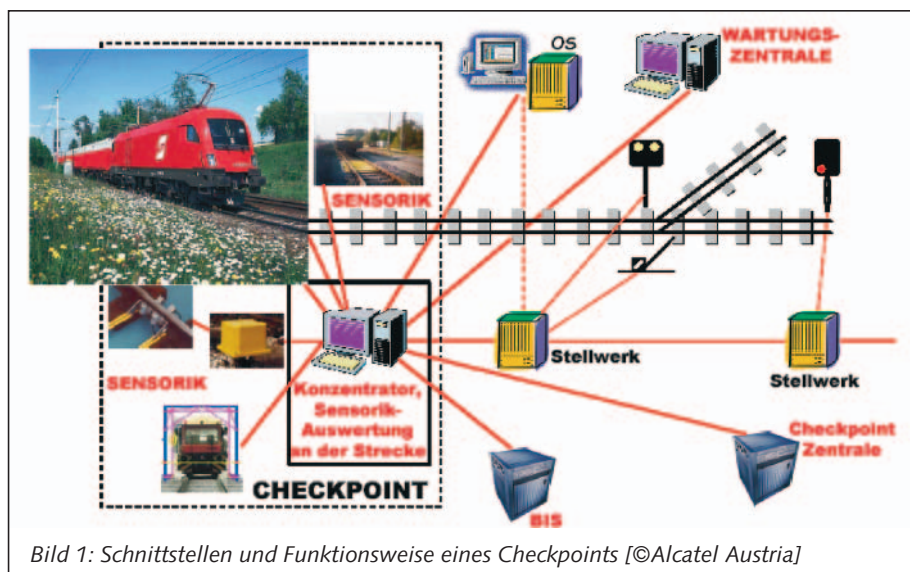 OS
WARTUNGS-
ZENTRALE
SENSORIK
SENSORIK
Konzentrator,
Sensorik-
Auswertung
an der Strecke
CHECKPOINT
Stellwerk
Stellwerk
Checkpoint
Zentrale
BIS
Bild 1: Schnittstellen und Funktionsweise eines Checkpoints [©Alcatel Austria]